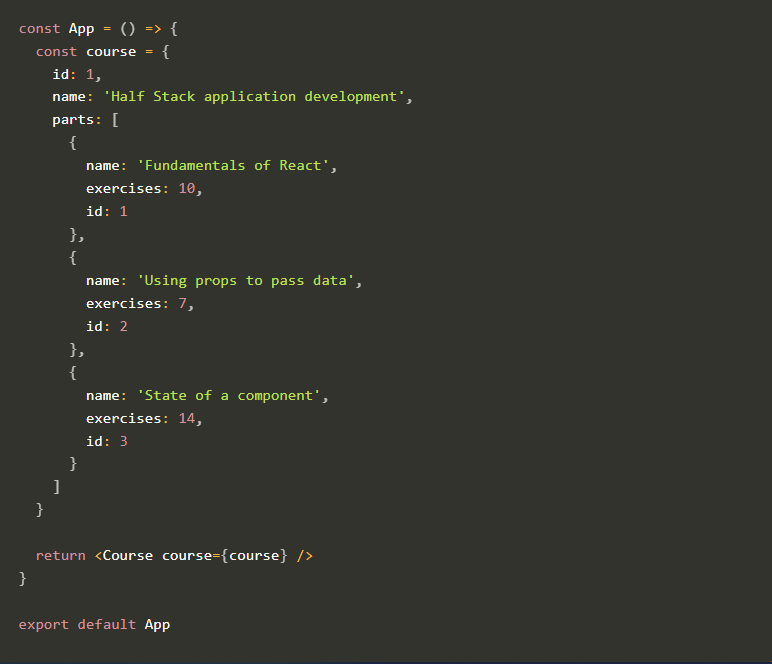 const App = () => {
  const course = {
    id: 1,
    name: 'Half Stack application development',
    parts: [
      {
        name: 'Fundamentals of React',
        exercises: 10,
        id: 1
      },
      {
        name: 'Using props to pass data',
        exercises: 7,
        id: 2
      },
      {
        name: 'State of a component',
        exercises: 14,
        id: 3
      }
    ]
  }

  return <Course course={course} />
}

export default App